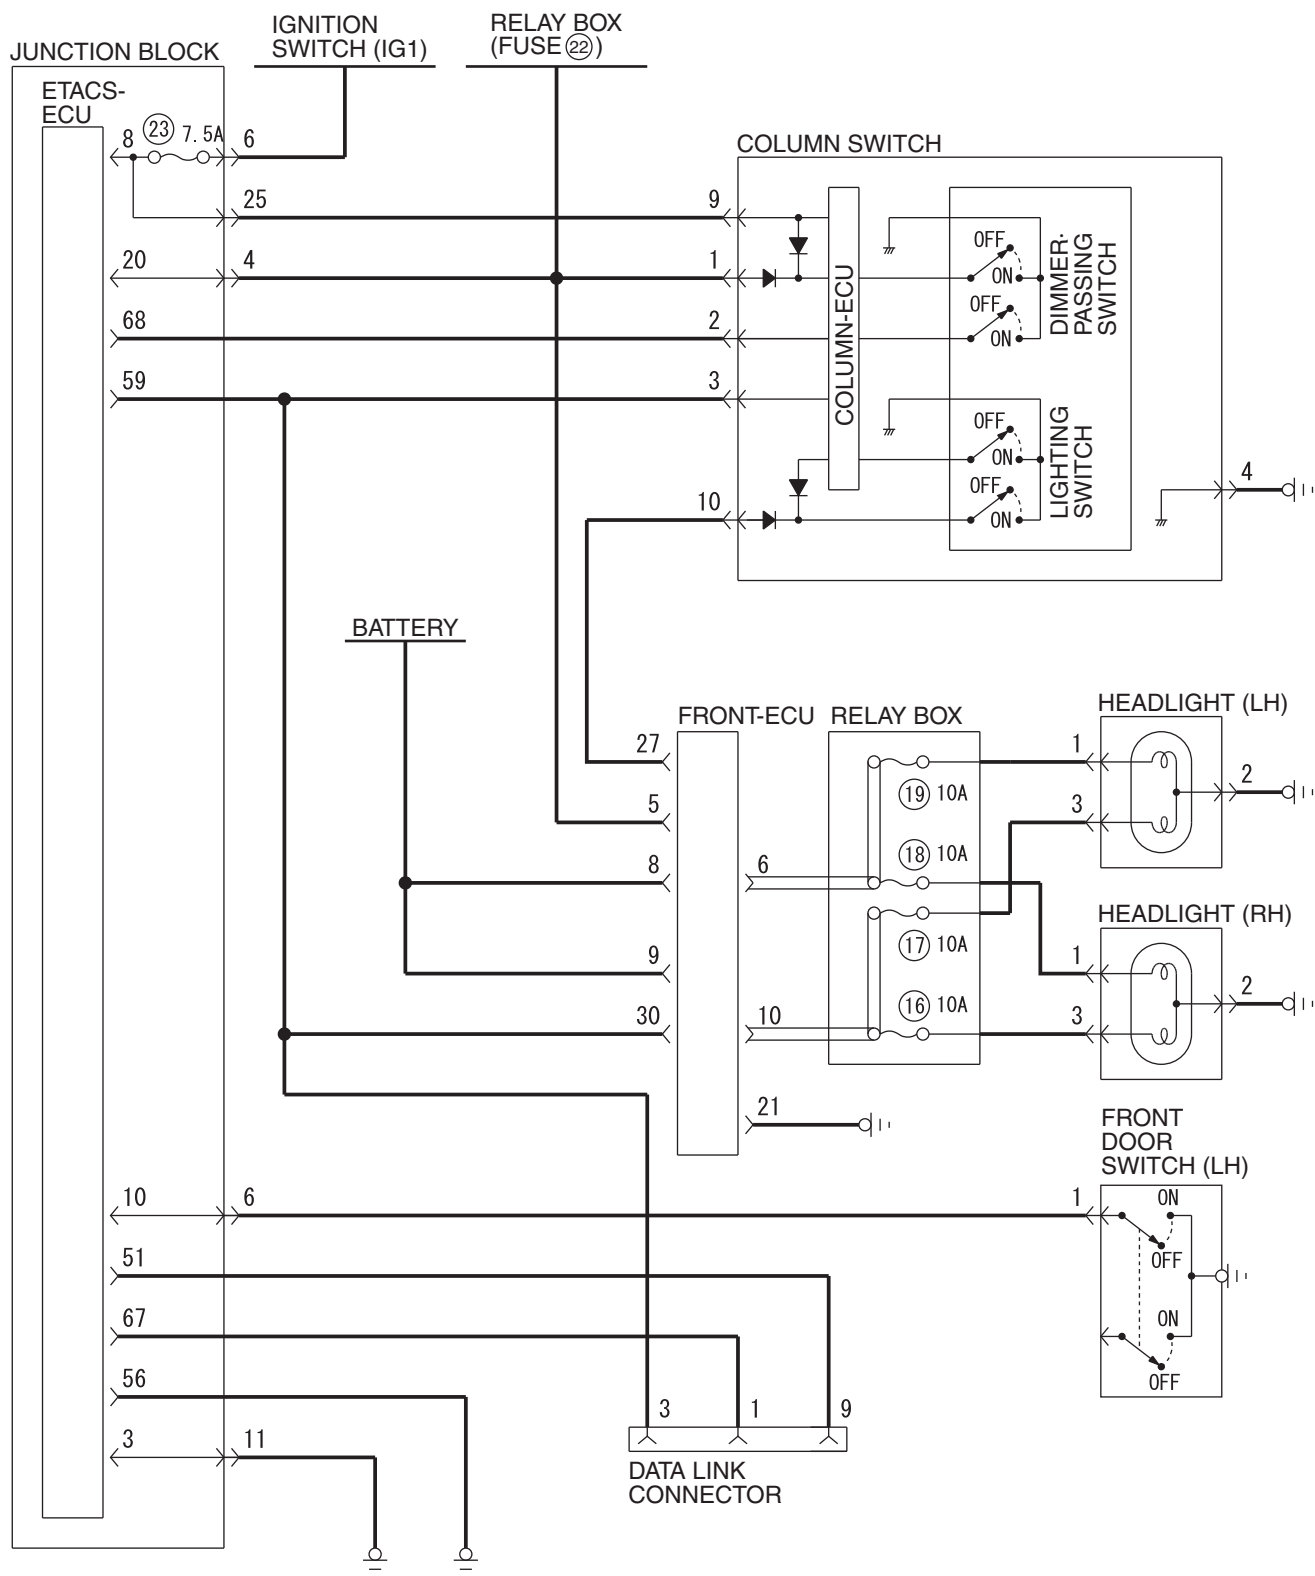 IGNITION
SWITCH (IG1)
RELAY BOX
(FUSE 22)
JUNCTION BLOCK
ETACS-
ECU
8
23
7.5A
6
25
20
4
68
59
COLUMN SWITCH
9
1
2
3
10
COLUMN-ECU
OFF
ON
OFF
ON
DIMMER·
PASSING
SWITCH
OFF
ON
OFF
ON
LIGHTING
SWITCH
4
BATTERY
FRONT-ECU
RELAY BOX
27
5
8
9
30
6
10
21
19 10A
18 10A
17 10A
16 10A
HEADLIGHT (LH)
1
3
2
HEADLIGHT (RH)
1
3
2
FRONT
DOOR
SWITCH (LH)
1
ON
OFF
ON
OFF
10
6
51
67
56
3
11
3
1
9
DATA LINK
CONNECTOR